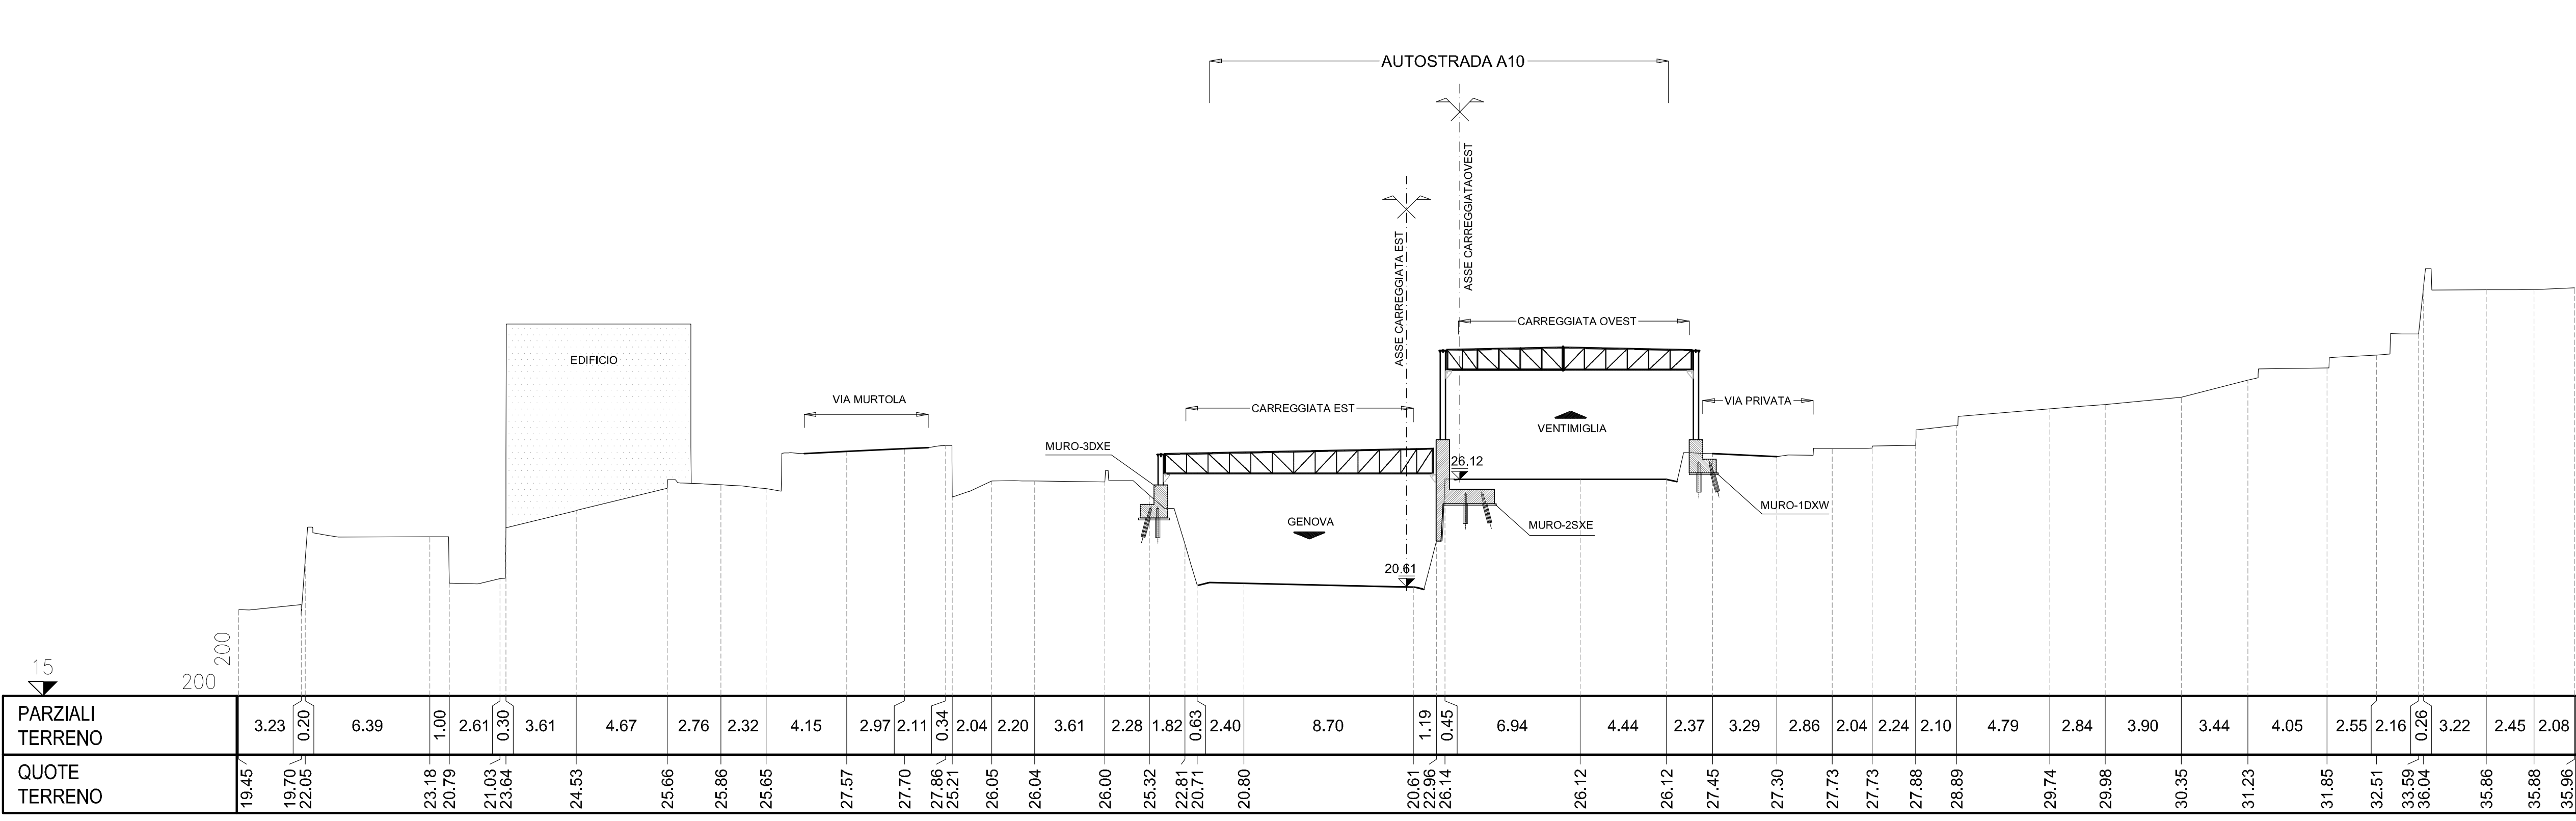 AUTOSTRADA A10
ASSE CARREGGIATAOVEST
ASSE CARREGGIATA EST
CARREGGIATA OVEST
EDIFICIO
VIA MURTOLA
CARREGGIATA EST
VIA PRIVATA
VENTIMIGLIA
MURO-3DXE
26.12
MURO-1DXW
GENOVA
MURO-2SXE
20.61
200
15
200
PARZIALI
TERRENO
3.23 0.20 6.39 1.00 2.61 0.30 3.61 4.67 2.76 2.32 4.15 2.97 2.11 0.34 2.04 2.20 3.61 2.28 1.82 0.63 2.40 8.70 1.19 0.45 6.94 4.44 2.37 3.29 2.86 2.04 2.24 2.10 4.79 2.84 3.90 3.44 4.05 2.55 2.16 0.26 3.22 2.45 2.08
QUOTE
TERRENO
19.45 19.70 22.05 23.18 20.79 21.03 23.64 24.53 25.66 25.86 25.65 27.57 27.70 27.86 25.21 26.05 26.04 26.00 25.32 22.81 20.71 20.80 20.61 22.96 26.14 26.12 26.12 27.45 27.30 27.73 27.73 27.88 28.89 29.74 29.98 30.35 31.23 31.85 32.51 33.59 36.04 35.86 35.88 35.96